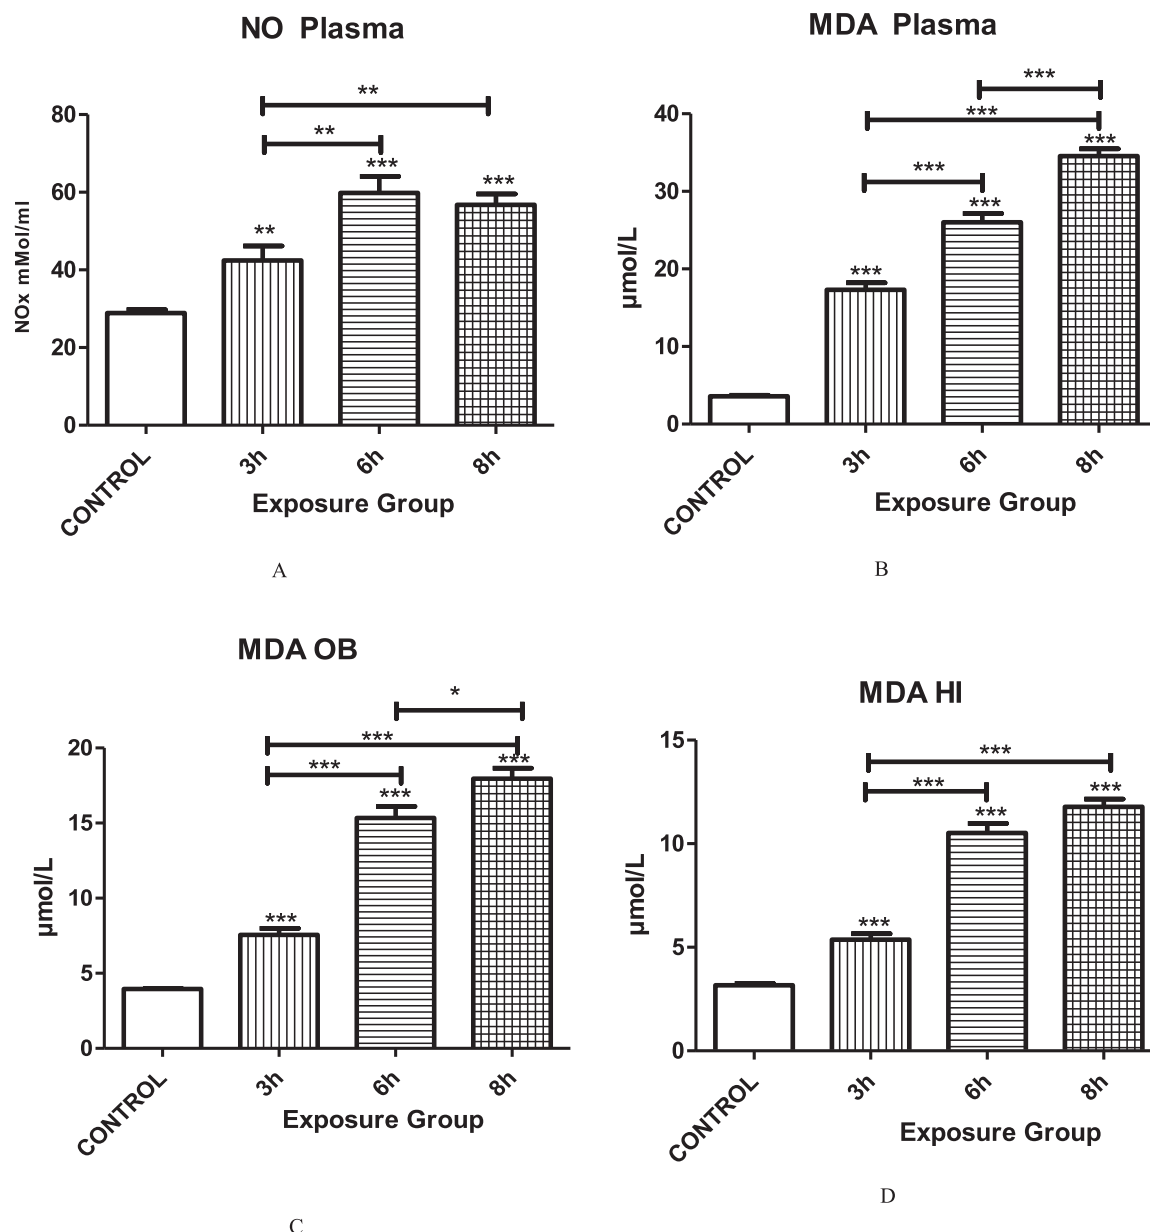 NO Plasma
**
80
**
***
***
60
**
40
20
0
NOx mMol/ml
CONTROL
3h
6h
8h
Exposure Group
A
MDA Plasma
***
***
40
***
***
***
30
***
20
10
0
µmol/L
CONTROL
3h
6h
8h
Exposure Group
B
MDA OB
*
20
***
***
***
***
15
10
***
5
0
µmol/L
CONTROL
3h
6h
8h
Exposure Group
C
MDA HI
15
***
***
***
***
10
***
5
0
µmol/L
CONTROL
3h
6h
8h
Exposure Group
D